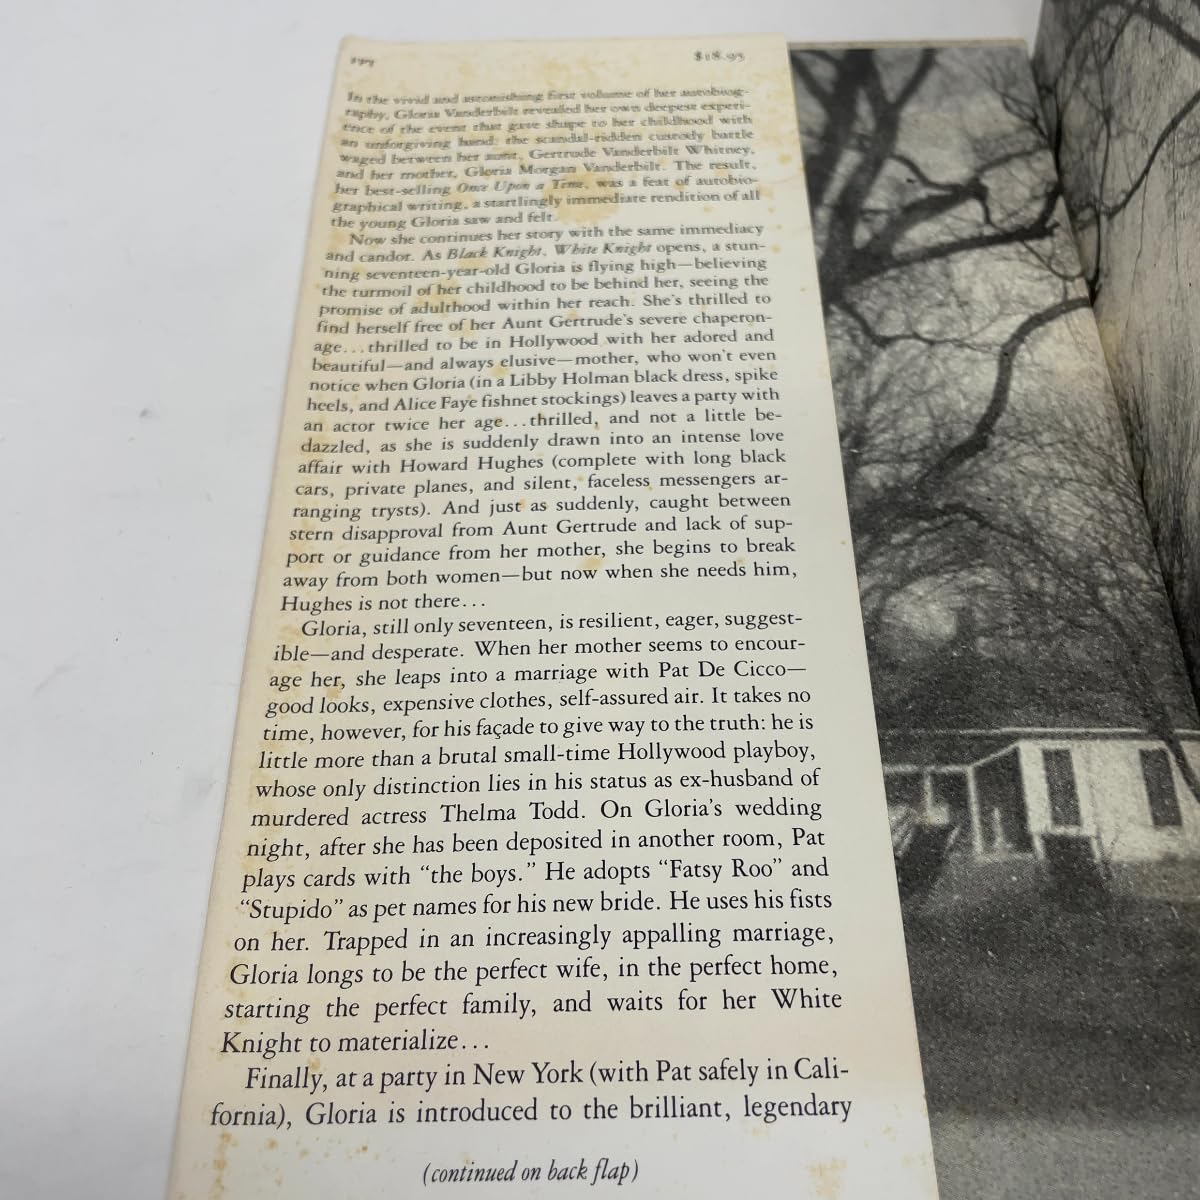 $18.95
In the vivid and astonishing first volume of her autobiog-
raphy, Gloria Vanderbilt revealed her own deepest experi-
ence of the event that gave shape to her childhood with
an unforgiving hand: the scandal-ridden custody battle
waged between her aunt, Gertrude Vanderbilt Whitney,
and her mother, Gloria Morgan Vanderbilt. The result,
her best-selling Once Upon a Time, was a feat of autobio-
graphical writing, a startlingly immediate rendition of all
the young Gloria saw and felt.
Now she continues her story with the same immediacy
and candor. As Black Knight, White Knight opens, a stun-
ning seventeen-year-old Gloria is flying high—believing
the turmoil of her childhood to be behind her, seeing the
promise of adulthood within her reach. She's thrilled to
find herself free of her Aunt Gertrude's severe chaperon-
age...thrilled to be in Hollywood with her adored and
beautiful—and always elusive—mother, who won't even
notice when Gloria (in a Libby Holman black dress, spike
heels, and Alice Faye fishnet stockings) leaves a party with
an actor twice her age...thrilled, and not a little be-
dazzled, as she is suddenly drawn into an intense love
affair with Howard Hughes (complete with long black
cars, private planes, and silent, faceless messengers ar-
ranging trysts). And just as suddenly, caught between
stern disapproval from Aunt Gertrude and lack of sup-
port or guidance from her mother, she begins to break
away from both women—but now when she needs him,
Hughes is not there...
Gloria, still only seventeen, is resilient, eager, suggest-
ible—and desperate. When her mother seems to encour-
age her, she leaps into a marriage with Pat De Cicco—
good looks, expensive clothes, self-assured air. It takes no
time, however, for his façade to give way to the truth: he is
little more than a brutal small-time Hollywood playboy,
whose only distinction lies in his status as ex-husband of
murdered actress Thelma Todd. On Gloria's wedding
night, after she has been deposited in another room, Pat
plays cards with "the boys." He adopts "Fatsy Roo" and
"Stupido" as pet names for his new bride. He uses his fists
on her. Trapped in an increasingly appalling marriage,
Gloria longs to be the perfect wife, in the perfect home,
starting the perfect family, and waits for her White
Knight to materialize...
Finally, at a party in New York (with Pat safely in Cali-
fornia), Gloria is introduced to the brilliant, legendary
(continued on back flap)